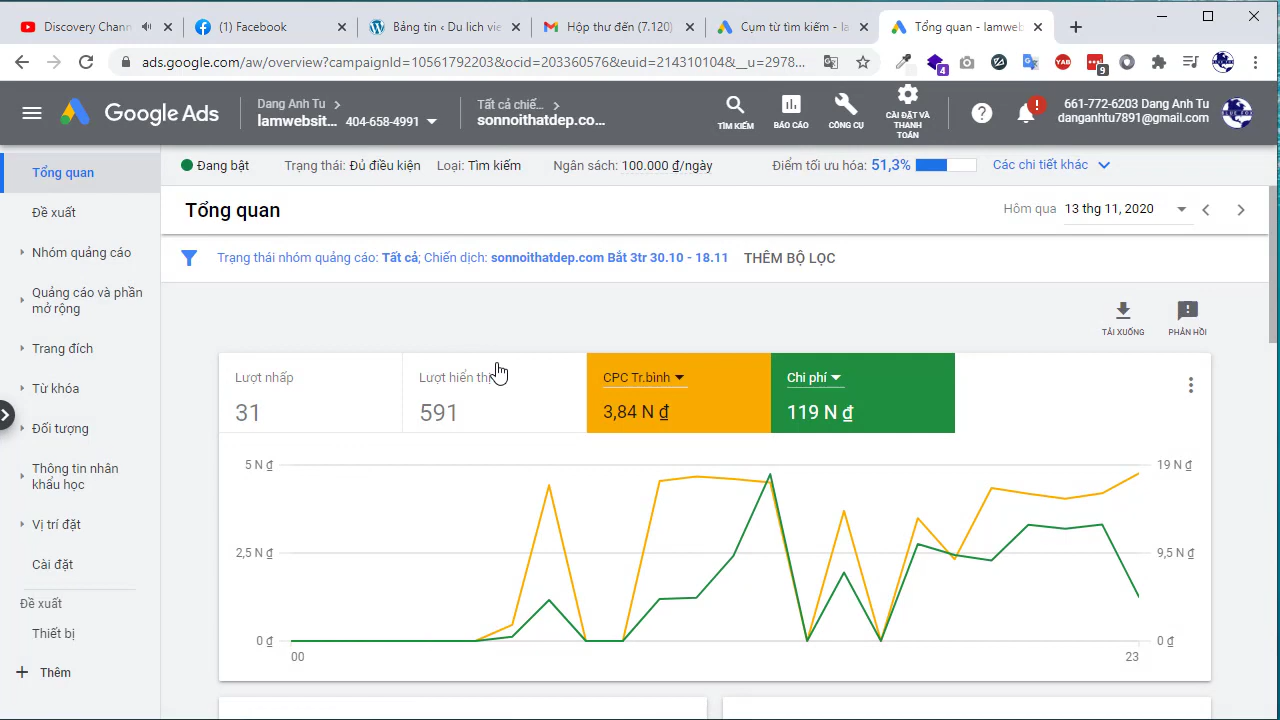 Discovery Chann
(1) Facebook
Bảng tin ‹ Du lich vie
Hộp thư đến (7.120)
Cụm từ tìm kiếm - la
Tổng quan - lamweb
ads.google.com/aw/overview?campaignId=10561792203&ocid=203360576&euid=214310104&__u=2978...
4
YAB
9
Google Ads
Dang Anh Tu
lamwebsit... 404-658-4991
Tất cả chiế...
sonnoithatdep.co...
TÌM KIẾM
BÁO CÁO
CÔNG CỤ
CÀI ĐẶT VÀ
THANH
TOÁN
!
661-772-6203 Dang Anh Tu
danganhtu7891@gmail.com
Đang bật
Trạng thái: Đủ điều kiện
Loại: Tìm kiếm
Ngân sách: 100.000 ₫/ngày
Điểm tối ưu hóa: 51,3%
Các chi tiết khác
Tổng quan
Đề xuất
Nhóm quảng cáo
Quảng cáo và phần
mở rộng
Trang đích
Từ khóa
Đối tượng
Thông tin nhân
khẩu học
Vị trí đặt
Cài đặt
Đề xuất
Thiết bị
Thêm
Tổng quan
Hôm qua 13 thg 11, 2020
Trạng thái nhóm quảng cáo: Tất cả; Chiến dịch: sonnoithatdep.com Bắt 3tr 30.10 - 18.11 THÊM BỘ LỌC
TẢI XUỐNG
PHẢN HỒI
Lượt nhấp
31
Lượt hiển thị
591
CPC Tr.bình
3,84 N ₫
Chi phí
119 N ₫
5 N ₫
19 N ₫
2,5 N ₫
9,5 N ₫
0 ₫
0 ₫
00
23